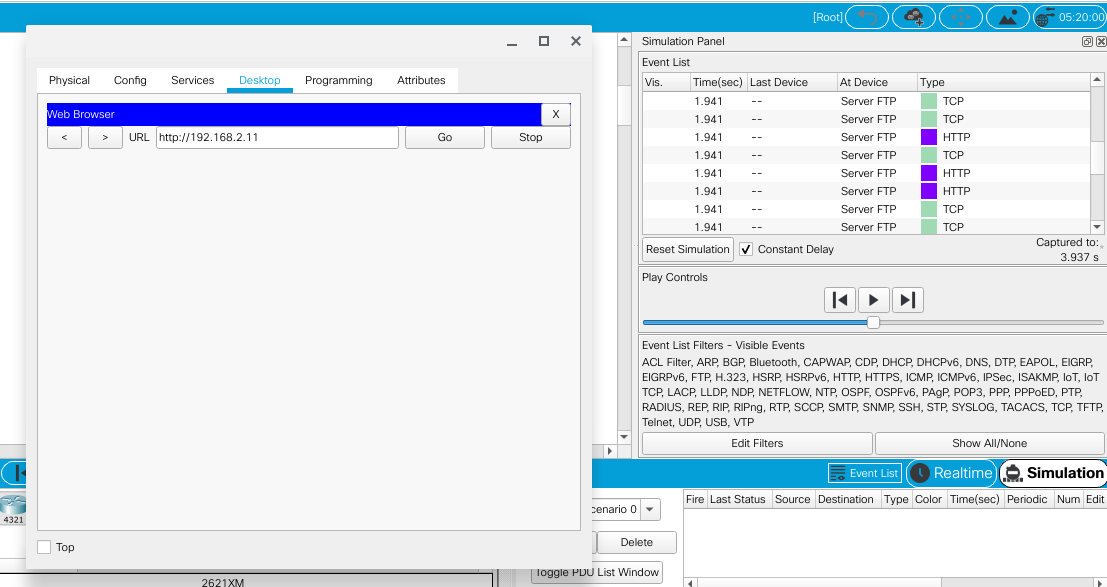 [Root]
05:20:00
Physical Config Services Desktop Programming Attributes
Web Browser X
< > URL http://192.168.2.11 Go Stop
Top
Simulation Panel
Event List
Vis. Time(sec) Last Device At Device Type
1.941 -- Server FTP TCP
1.941 -- Server FTP TCP
1.941 -- Server FTP HTTP
1.941 -- Server FTP TCP
1.941 -- Server FTP HTTP
1.941 -- Server FTP HTTP
1.941 -- Server FTP TCP
1.941 -- Server FTP TCP
Reset Simulation Constant Delay Captured to:
3.937 s
Play Controls
Event List Filters - Visible Events
ACL Filter, ARP, BGP, Bluetooth, CAPWAP, CDP, DHCP, DHCPv6, DNS, DTP, EAPOL, EIGRP,
EIGRPv6, FTP, H.323, HSRP, HSRPv6, HTTP, HTTPS, ICMP, ICMPv6, IPSec, ISAKMP, IoT, IoT
TCP, LACP, LLDP, NDP, NETFLOW, NTP, OSPF, OSPFv6, PAgP, POP3, PPP, PPPoED, PTP,
RADIUS, REP, RIP, RIPng, RTP, SCCP, SMTP, SNMP, SSH, STP, SYSLOG, TACACS, TCP, TFTP,
Telnet, UDP, USB, VTP
Edit Filters Show All/None
Event List Realtime Simulation
4321
cenario 0
Delete
Toggle PDU List Window
2621XM
Fire Last Status Source Destination Type Color Time(sec) Periodic Num Edit